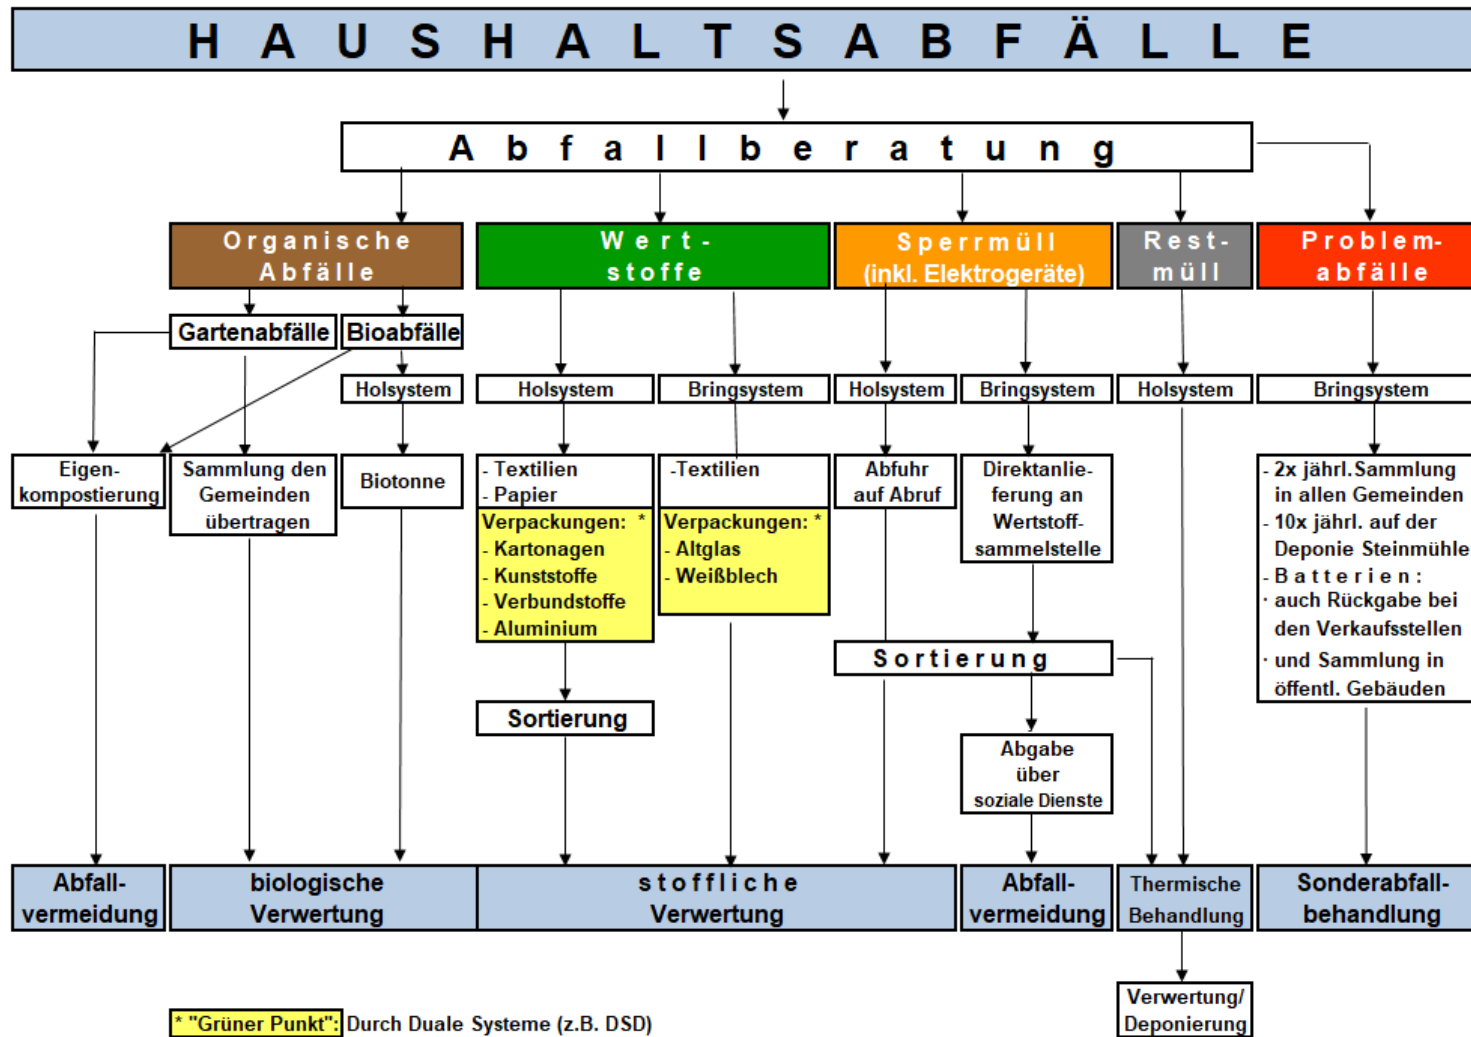 HAUSHALTSABFÄLLE
Abfallberatung
Organische
Abfälle
Wert-
stoffe
Sperrmüll
(inkl. Elektrogeräte)
Rest-
müll
Problem-
abfälle
Gartenabfälle
Bioabfälle
Holsystem
Holsystem
Bringsystem
Holsystem
Bringsystem
Holsystem
Bringsystem
Eigen-
kompostierung
Sammlung den
Gemeinden
übertragen
Biotonne
- Textilien
- Papier
Verpackungen: *
- Kartonagen
- Kunststoffe
- Verbundstoffe
- Aluminium
-Textilien
Verpackungen: *
- Altglas
- Weißblech
Abfuhr
auf Abruf
Direktanlie-
ferung an
Wertstoff-
sammelstelle
- 2x jährl.Sammlung
in allen Gemeinden
- 10x jährl. auf der
Deponie Steinmühle
- Batterien:
· auch Rückgabe bei
den Verkaufsstellen
· und Sammlung in
öffentl. Gebäuden
Sortierung
Sortierung
Abgabe
über
soziale Dienste
Abfall-
vermeidung
biologische
Verwertung
stoffliche
Verwertung
Abfall-
vermeidung
Thermische
Behandlung
Sonderabfall-
behandlung
Verwertung/
Deponierung
* "Grüner Punkt": Durch Duale Systeme (z.B. DSD)